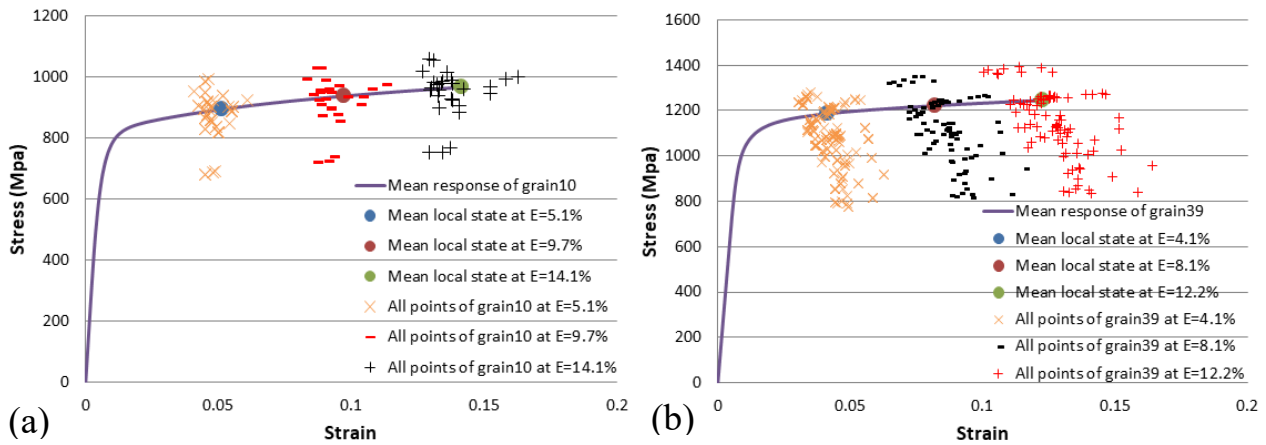 1200
1000
800
600
400
200
0
0
0.05
0.1
0.15
0.2
Stress (Mpa)
Strain
Mean response of grain10
Mean local state at E=5.1%
Mean local state at E=9.7%
Mean local state at E=14.1%
All points of grain10 at E=5.1%
All points of grain10 at E=9.7%
All points of grain10 at E=14.1%
(a)
1600
1400
1200
1000
800
600
400
200
0
0
0.05
0.1
0.15
0.2
Stress (Mpa)
Strain
Mean response of grain39
Mean local state at E=4.1%
Mean local state at E=8.1%
Mean local state at E=12.2%
All points of grain39 at E=4.1%
All points of grain39 at E=8.1%
All points of grain39 at E=12.2%
(b)